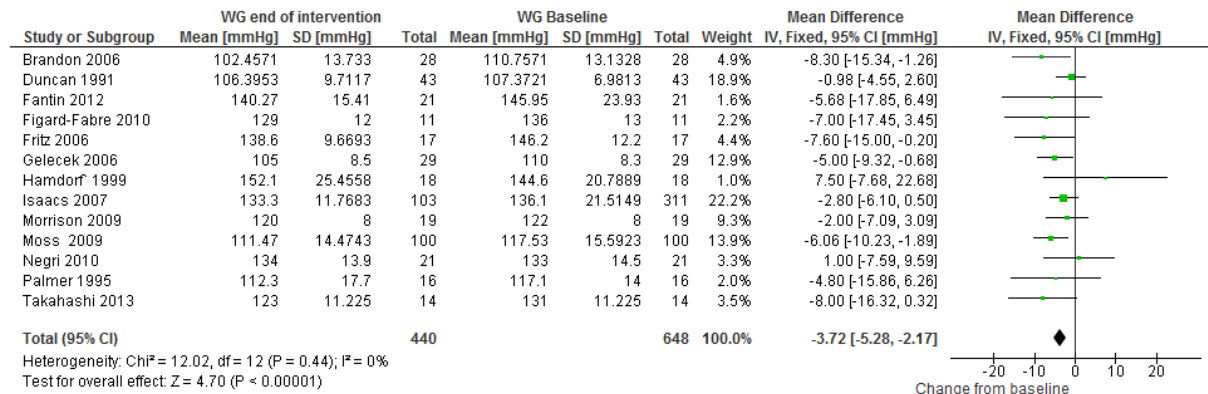 WG end of intervention WG Baseline Mean Difference Mean Difference
Study or Subgroup Mean [mmHg] SD [mmHg] Total Mean [mmHg] SD [mmHg] Total Weight IV, Fixed, 95% CI [mmHg] IV, Fixed, 95% CI [mmHg]
Brandon 2006 102.4571 13.733 28 110.7571 13.1328 28 4.9% -8.30 [-15.34, -1.26]
Duncan 1991 106.3953 9.7117 43 107.3721 6.9813 43 18.9% -0.98 [-4.55, 2.60]
Fantin 2012 140.27 15.41 21 145.95 23.93 21 1.6% -5.68 [-17.85, 6.49]
Figard-Fabre 2010 129 12 11 136 13 11 2.2% -7.00 [-17.45, 3.45]
Fritz 2006 138.6 9.6693 17 146.2 12.2 17 4.4% -7.60 [-15.00, -0.20]
Gelecek 2006 105 8.5 29 110 8.3 29 12.9% -5.00 [-9.32, -0.68]
Hamdorf' 1999 152.1 25.4558 18 144.6 20.7889 18 1.0% 7.50 [-7.68, 22.68]
Isaacs 2007 133.3 11.7683 103 136.1 21.5149 311 22.2% -2.80 [-6.10, 0.50]
Morrison 2009 120 8 19 122 8 19 9.3% -2.00 [-7.09, 3.09]
Moss 2009 111.47 14.4743 100 117.53 15.5923 100 13.9% -6.06 [-10.23, -1.89]
Negri 2010 134 13.9 21 133 14.5 21 3.3% 1.00 [-7.59, 9.59]
Palmer 1995 112.3 17.7 16 117.1 14 16 2.0% -4.80 [-15.86, 6.26]
Takahashi 2013 123 11.225 14 131 11.225 14 3.5% -8.00 [-16.32, 0.32]
Total (95% CI) 440 648 100.0% -3.72 [-5.28, -2.17]
Heterogeneity: Chi² = 12.02, df = 12 (P = 0.44); I² = 0%
Test for overall effect: Z = 4.70 (P < 0.00001)
-20 -10 0 10 20
Change from baseline